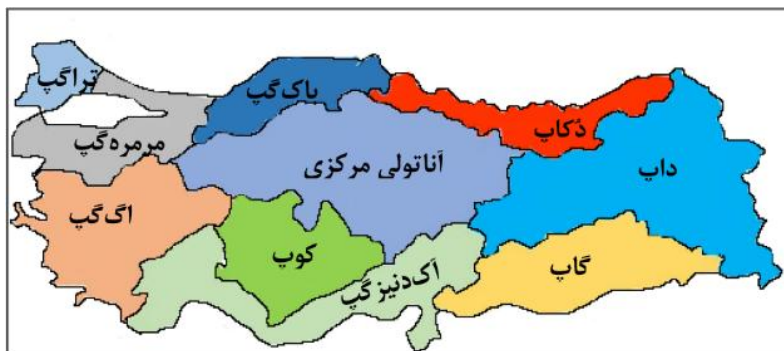 تراگپ
باک‌گپ
دُکاپ
مرمره‌گپ
آناتولی مرکزی
داپ
اگ‌گپ
کوپ
گاپ
آک‌دنیز گپ